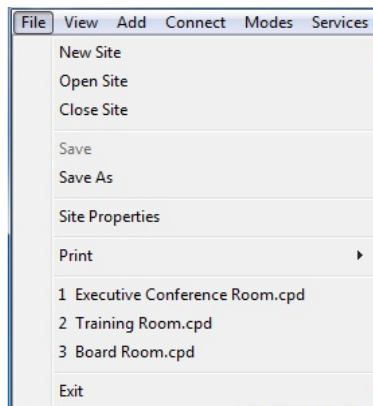 File View Add Connect Modes Services
New Site
Open Site
Close Site
Save
Save As
Site Properties
Print
1 Executive Conference Room.cpd
2 Training Room.cpd
3 Board Room.cpd
Exit